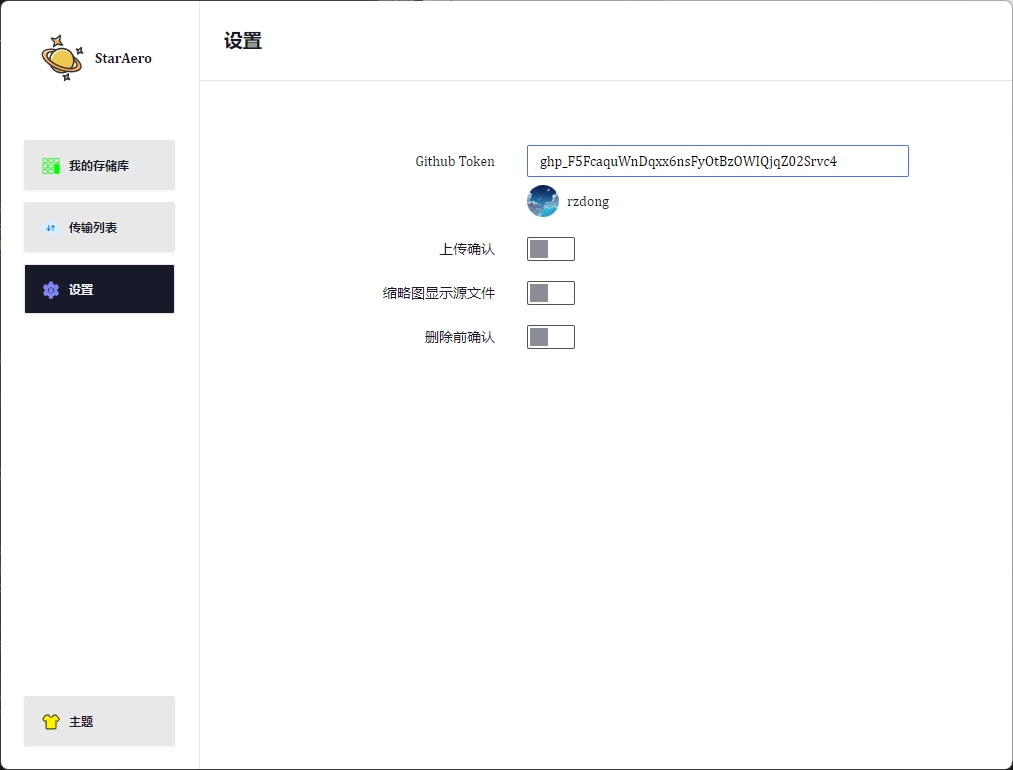 StarAero
设置
我的存储库
传输列表
设置
主题
Github Token
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
rzdong
上传确认
缩略图显示源文件
删除前确认